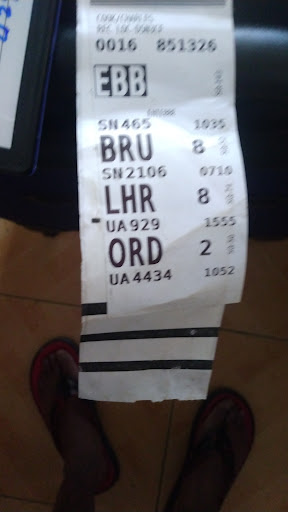 0016 851326
EBB
SN465 1035
BRU 8
SN2106 0710
LHR 8
UA929 1555
ORD 2
UA4434 1052